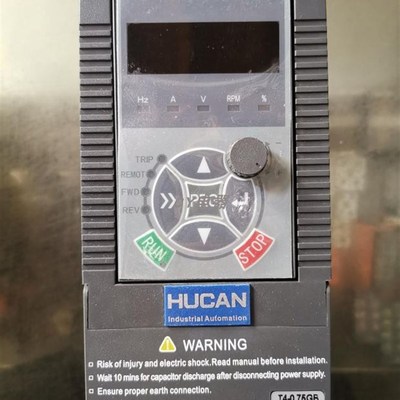 Hz A V RPM %
TRIP
REMOT
FWD
REV
PRG
RUN
STOP
HUCAN
Industrial Automation
WARNING
Risk of injury and electric shock. Read manual before installation.
Wait 10 mins for capacitor discharge after disconnecting power supply.
Ensure proper earth connection.
T4-0.75GB